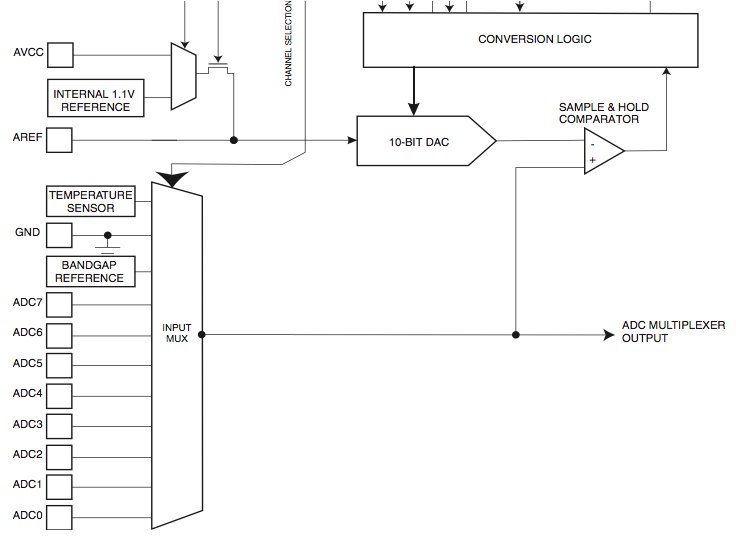 CHANNEL SELECTION
AVCC
INTERNAL 1.1V
REFERENCE
AREF
CONVERSION LOGIC
SAMPLE & HOLD
COMPARATOR
10-BIT DAC
-
+
TEMPERATURE
SENSOR
GND
BANDGAP
REFERENCE
ADC7
ADC6
ADC5
ADC4
ADC3
ADC2
ADC1
ADC0
INPUT
MUX
ADC MULTIPLEXER
OUTPUT